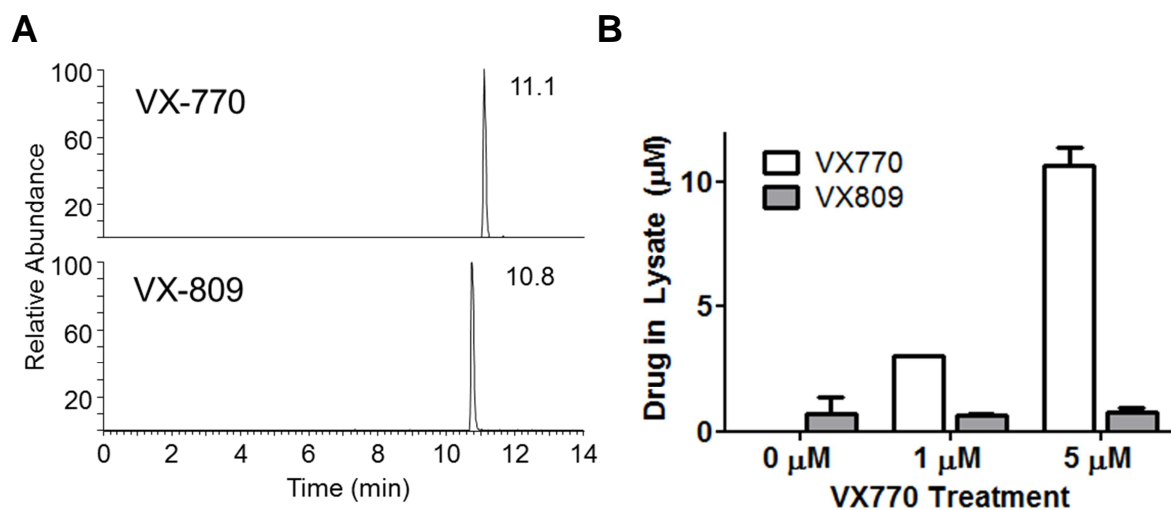 A
Relative Abundance
100
60
20
VX-770
11.1
100
60
20
VX-809
10.8
0 2 4 6 8 10 12 14
Time (min)
B
Drug in Lysate (μM)
10
5
0
VX770
VX809
0 μM 1 μM 5 μM
VX770 Treatment